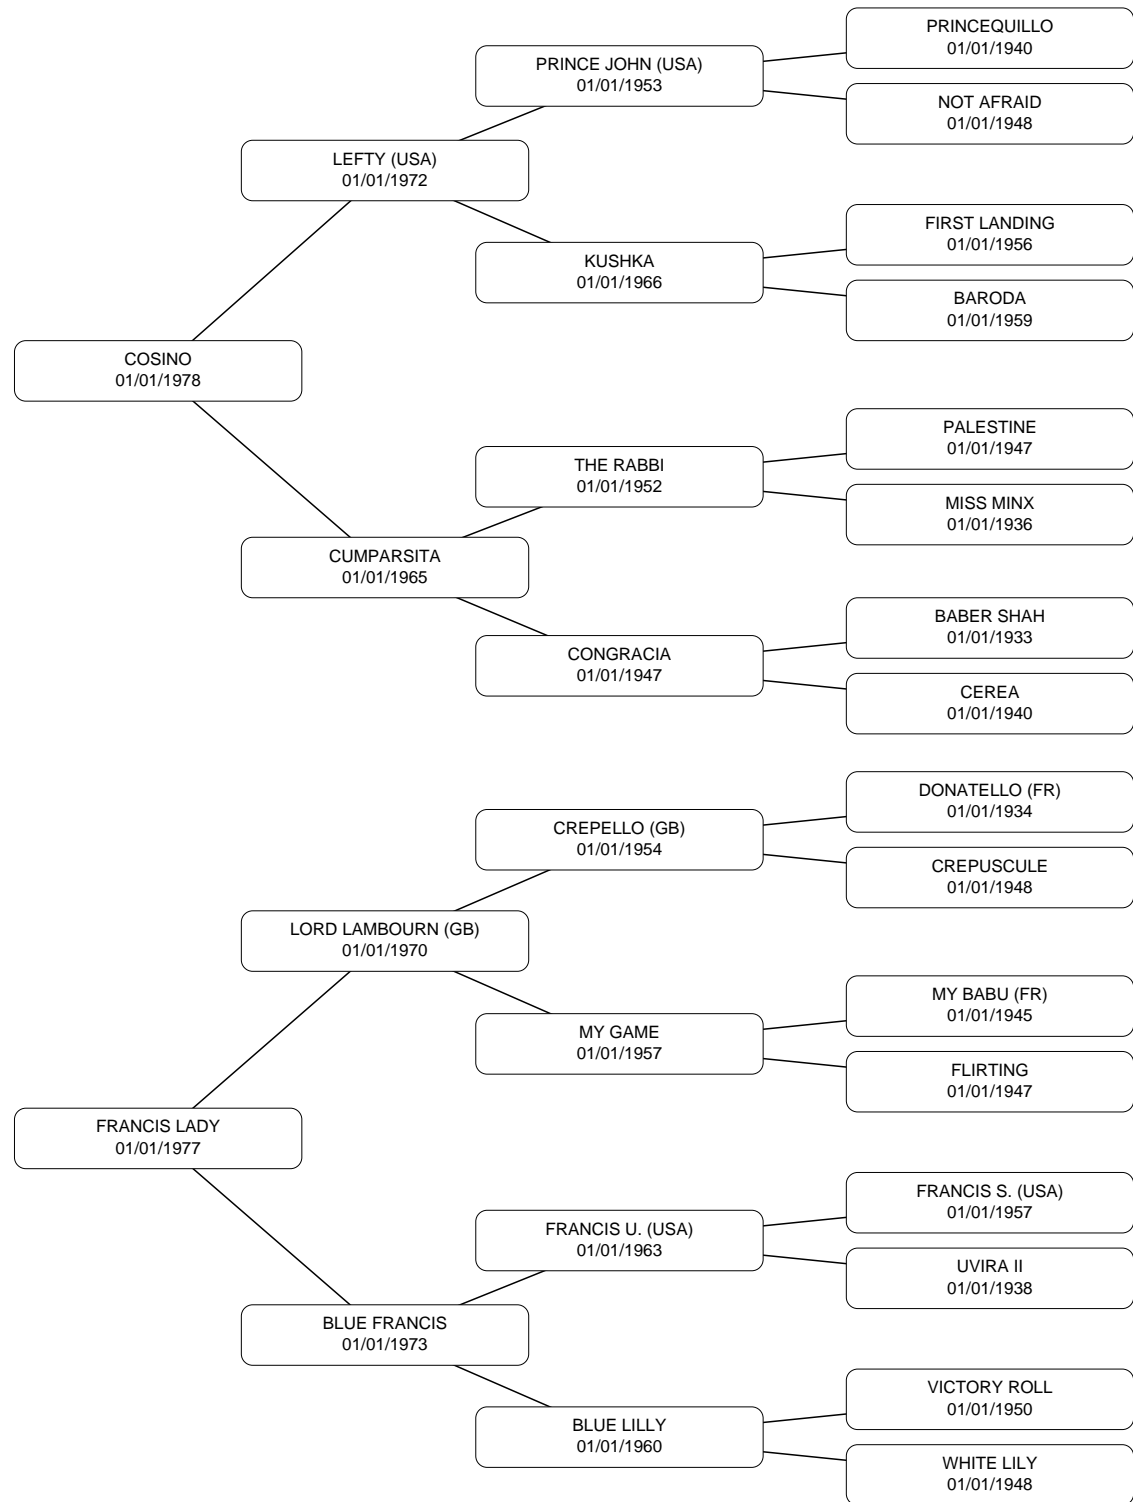 PRINCEQUILLO
01/01/1940
PRINCE JOHN (USA)
01/01/1953
NOT AFRAID
01/01/1948
LEFTY (USA)
01/01/1972
FIRST LANDING
01/01/1956
KUSHKA
01/01/1966
BARODA
01/01/1959
COSINO
01/01/1978
PALESTINE
01/01/1947
THE RABBI
01/01/1952
MISS MINX
01/01/1936
CUMPARSITA
01/01/1965
BABER SHAH
01/01/1933
CONGRACIA
01/01/1947
CEREA
01/01/1940
DONATELLO (FR)
01/01/1934
CREPELLO (GB)
01/01/1954
CREPUSCULE
01/01/1948
LORD LAMBOURN (GB)
01/01/1970
MY BABU (FR)
01/01/1945
MY GAME
01/01/1957
FLIRTING
01/01/1947
FRANCIS LADY
01/01/1977
FRANCIS S. (USA)
01/01/1957
FRANCIS U. (USA)
01/01/1963
UVIRA II
01/01/1938
BLUE FRANCIS
01/01/1973
VICTORY ROLL
01/01/1950
BLUE LILLY
01/01/1960
WHITE LILY
01/01/1948